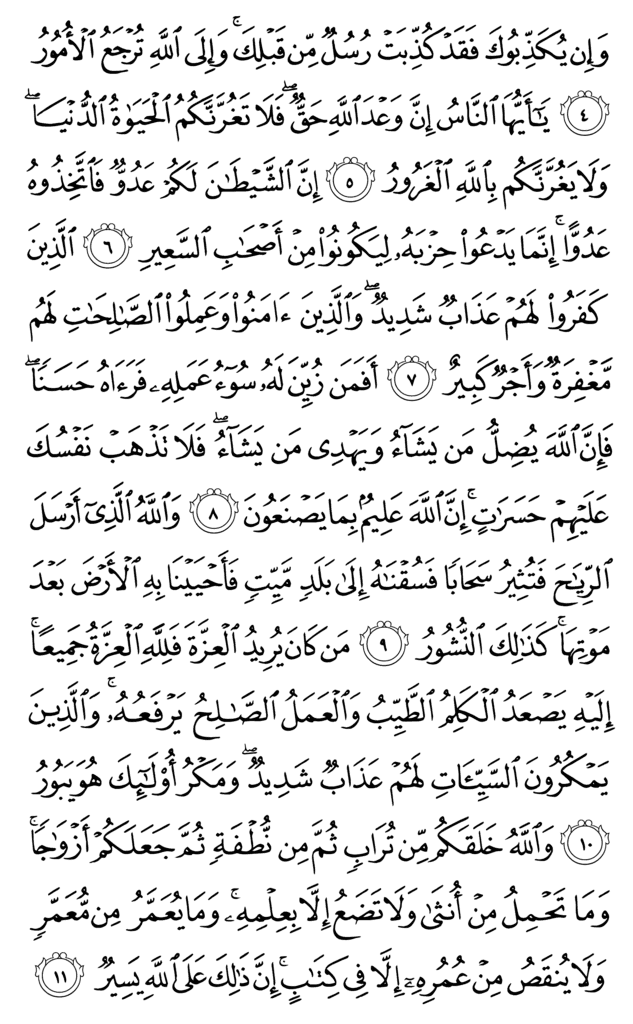 وَإِن يُكَذِّبُوكَ فَقَدْ كُذِّبَتْ رُسُلٌ مِّن قَبْلِكَ ۚ وَإِلَى ٱللَّهِ تُرْجَعُ ٱلْأُمُورُ
٤ يَـٰٓأَيُّهَا ٱلنَّاسُ إِنَّ وَعْدَ ٱللَّهِ حَقٌّ ۖ فَلَا تَغُرَّنَّكُمُ ٱلْحَيَوٰةُ ٱلدُّنْيَا ۖ
وَلَا يَغُرَّنَّكُم بِٱللَّهِ ٱلْغَرُورُ ٥ إِنَّ ٱلشَّيْطَـٰنَ لَكُمْ عَدُوٌّ فَٱتَّخِذُوهُ
عَدُوًّا ۚ إِنَّمَا يَدْعُوا۟ حِزْبَهُۥ لِيَكُونُوا۟ مِنْ أَصْحَـٰبِ ٱلسَّعِيرِ ٦ ٱلَّذِينَ
كَفَرُوا۟ لَهُمْ عَذَابٌ شَدِيدٌ ۖ وَٱلَّذِينَ ءَامَنُوا۟ وَعَمِلُوا۟ ٱلصَّـٰلِحَـٰتِ لَهُم
مَّغْفِرَةٌ وَأَجْرٌ كَبِيرٌ ٧ أَفَمَن زُيِّنَ لَهُۥ سُوٓءُ عَمَلِهِۦ فَرَءَاهُ حَسَنًا ۖ
فَإِنَّ ٱللَّهَ يُضِلُّ مَن يَشَآءُ وَيَهْدِى مَن يَشَآءُ ۖ فَلَا تَذْهَبْ نَفْسُكَ
عَلَيْهِمْ حَسَرَٰتٍ ۚ إِنَّ ٱللَّهَ عَلِيمٌۢ بِمَا يَصْنَعُونَ ٨ وَٱللَّهُ ٱلَّذِىٓ أَرْسَلَ
ٱلرِّيَـٰحَ فَتُثِيرُ سَحَابًا فَسُقْنَـٰهُ إِلَىٰ بَلَدٍ مَّيِّتٍ فَأَحْيَيْنَا بِهِ ٱلْأَرْضَ بَعْدَ
مَوْتِهَا ۚ كَذَٰلِكَ ٱلنُّشُورُ ٩ مَن كَانَ يُرِيدُ ٱلْعِزَّةَ فَلِلَّهِ ٱلْعِزَّةُ جَمِيعًا ۚ
إِلَيْهِ يَصْعَدُ ٱلْكَلِمُ ٱلطَّيِّبُ وَٱلْعَمَلُ ٱلصَّـٰلِحُ يَرْفَعُهُۥ ۚ وَٱلَّذِينَ
يَمْكُرُونَ ٱلسَّيِّـَٔاتِ لَهُمْ عَذَابٌ شَدِيدٌ ۖ وَمَكْرُ أُو۟لَـٰٓئِكَ هُوَ يَبُورُ
١٠ وَٱللَّهُ خَلَقَكُم مِّن تُرَابٍ ثُمَّ مِن نُّطْفَةٍ ثُمَّ جَعَلَكُمْ أَزْوَٰجًا ۚ
وَمَا تَحْمِلُ مِنْ أُنثَىٰ وَلَا تَضَعُ إِلَّا بِعِلْمِهِۦ ۚ وَمَا يُعَمَّرُ مِن مُّعَمَّرٍ
وَلَا يُنقَصُ مِنْ عُمُرِهِۦٓ إِلَّا فِى كِتَـٰبٍ ۚ إِنَّ ذَٰلِكَ عَلَى ٱللَّهِ يَسِيرٌ ١١